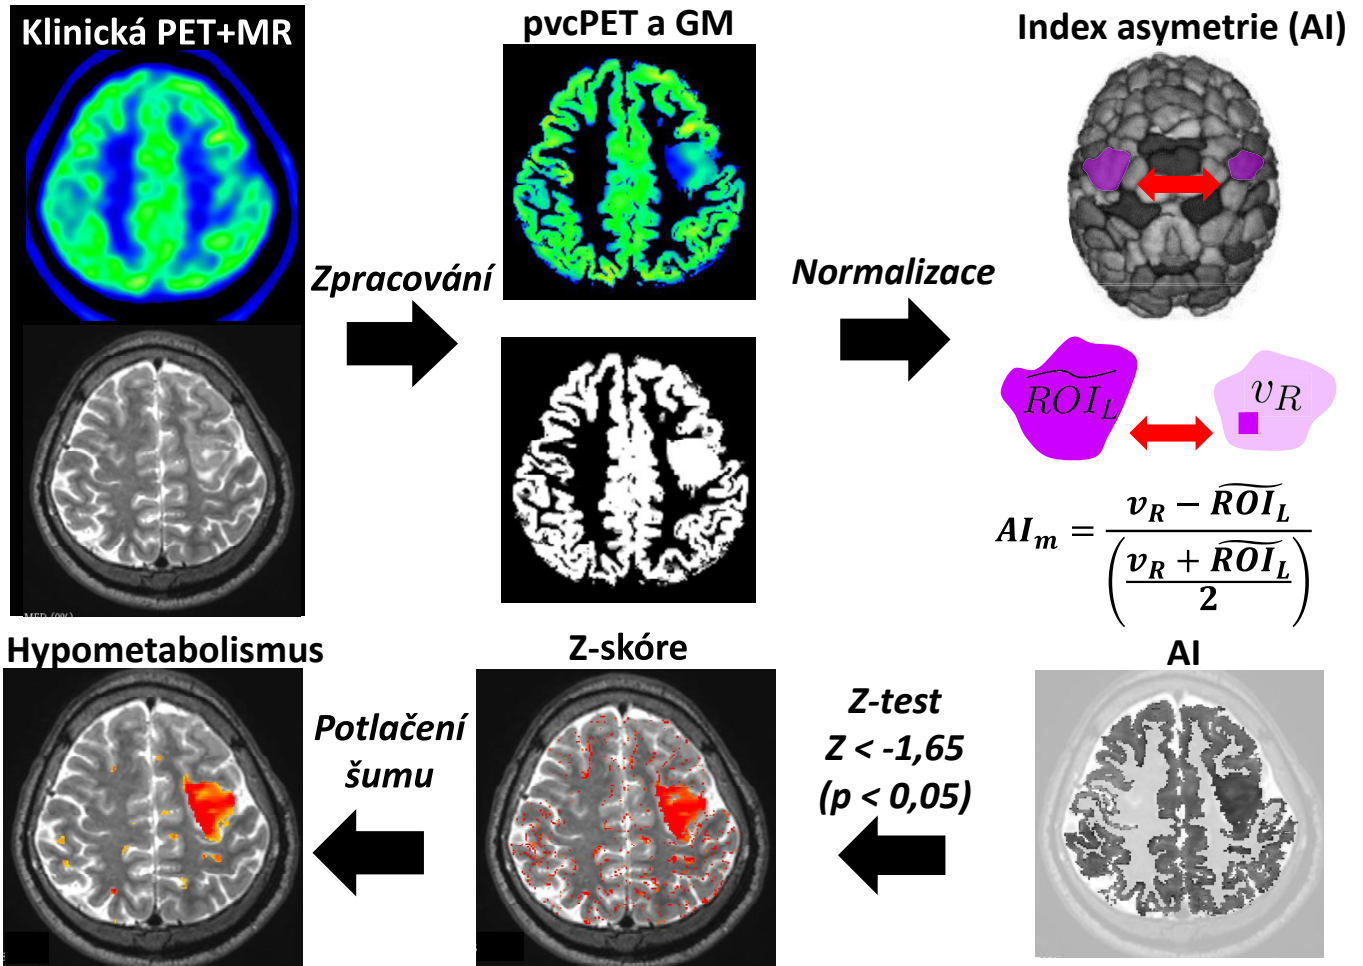 Klinická PET+MR
pvcPET a GM
Index asymetrie (AI)
Zpracování
Normalizace
ROI_L
v_R
AI_m = (v_R − ROI_L) / ((v_R + ROI_L) / 2)
Hypometabolismus
Z-skóre
AI
Potlačení
šumu
Z-test
Z < -1,65
(p < 0,05)